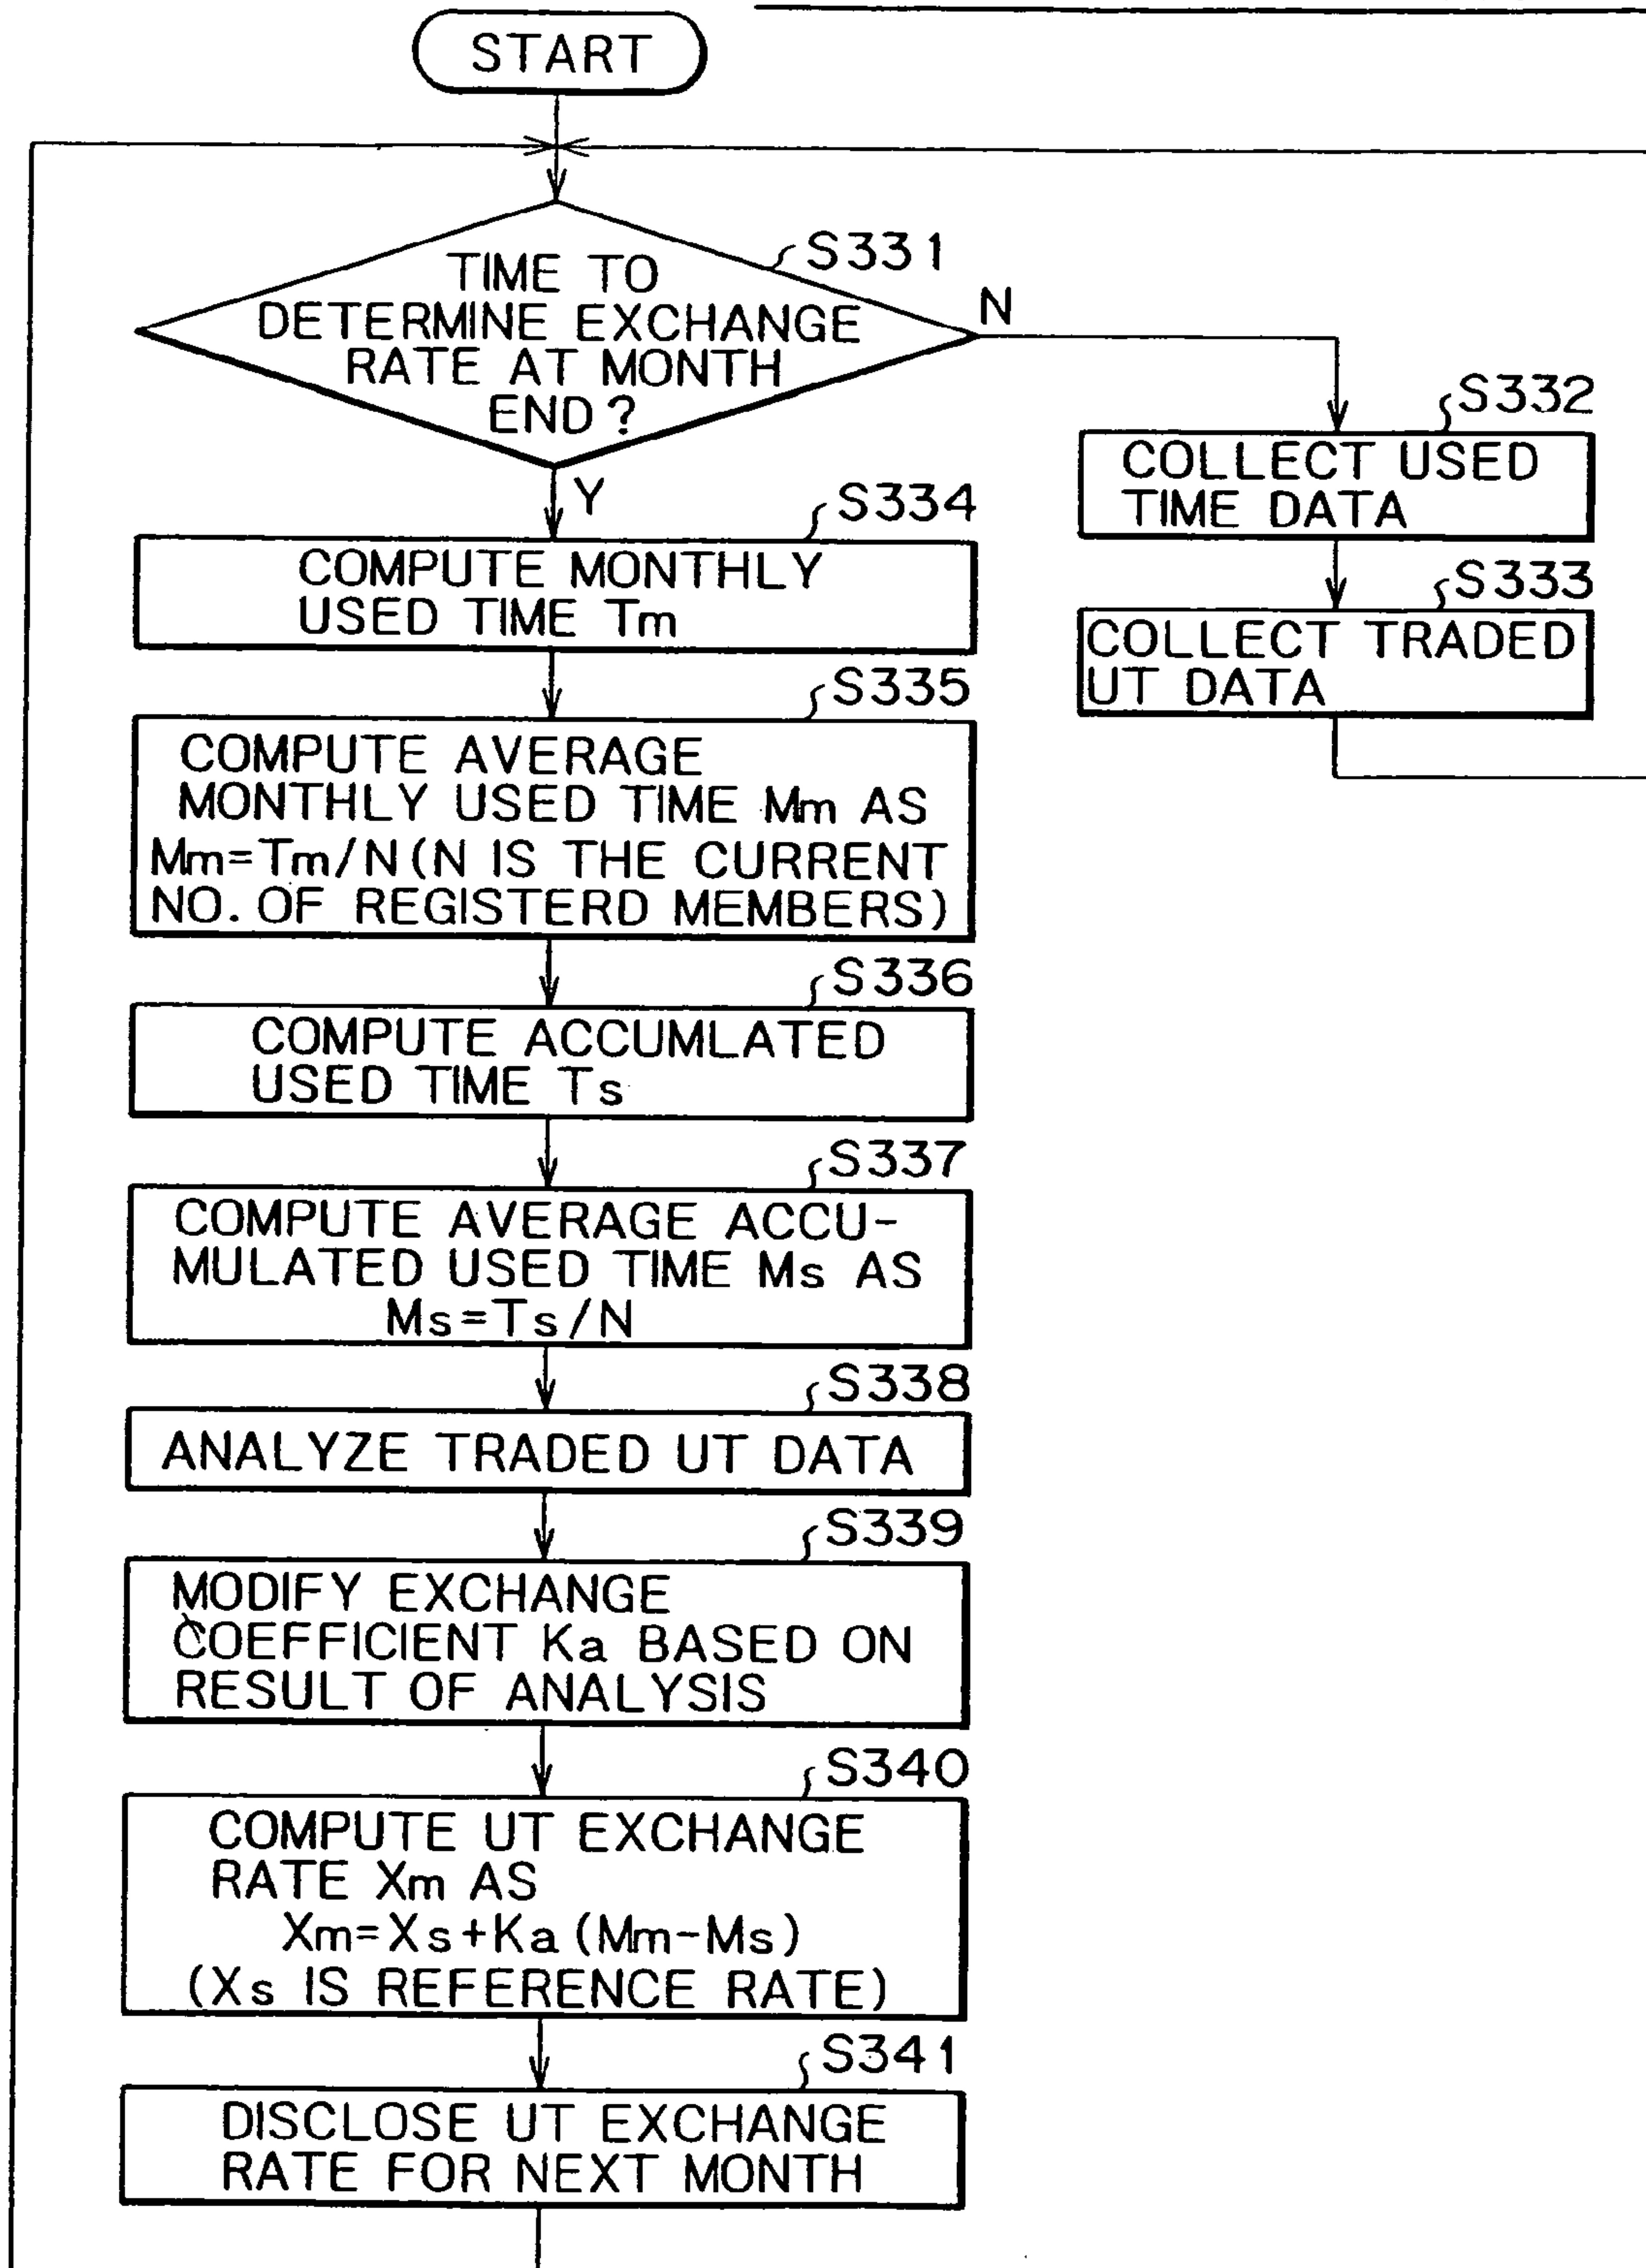 START
S331
TIME TO
DETERMINE EXCHANGE
RATE AT MONTH
END?
N
Y
S332
COLLECT USED
TIME DATA
S333
COLLECT TRADED
UT DATA
S334
COMPUTE MONTHLY
USED TIME Tm
S335
COMPUTE AVERAGE
MONTHLY USED TIME Mm AS
Mm=Tm/N(N IS THE CURRENT
NO. OF REGISTERD MEMBERS)
S336
COMPUTE ACCUMLATED
USED TIME Ts
S337
COMPUTE AVERAGE ACCU-
MULATED USED TIME Ms AS
Ms=Ts/N
S338
ANALYZE TRADED UT DATA
S339
MODIFY EXCHANGE
COEFFICIENT Ka BASED ON
RESULT OF ANALYSIS
S340
COMPUTE UT EXCHANGE
RATE Xm AS
Xm=Xs+Ka(Mm-Ms)
(Xs IS REFERENCE RATE)
S341
DISCLOSE UT EXCHANGE
RATE FOR NEXT MONTH